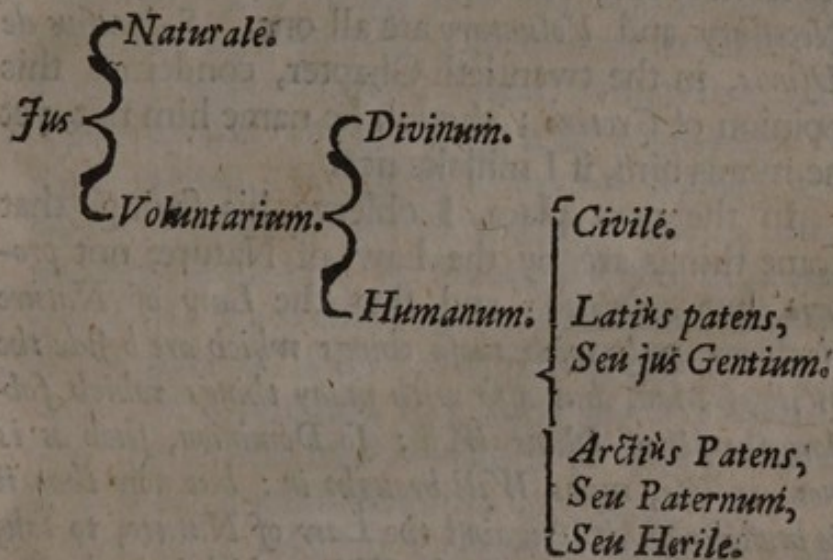 Naturale.
Jus
Divinum.
Voluntarium.
Civile.
Humanum.
Latiùs patens,
Seu jus Gentium.
Arctiùs Patens,
Seu Paternum,
Seu Herile.